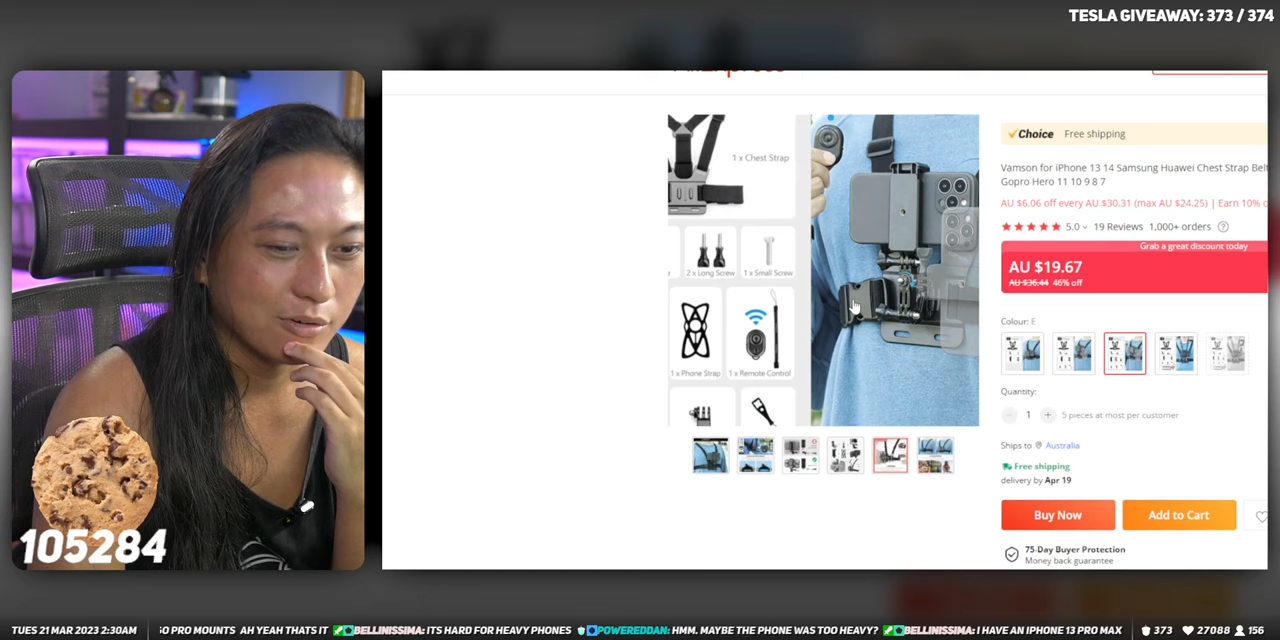 TESLA GIVEAWAY: 373 / 374
1 x Chest Strap
2 x Long Screw
1 x Small Screw
1 x Phone Strap
1 x Remote Control
Choice Free shipping
Vamson for iPhone 13 14 Samsung Huawei Chest Strap Bel
Gopro Hero 11 10 9 8 7
AU $6.06 off every AU $30.31 (max AU $24.25) | Earn 10%
5.0 19 Reviews 1,000+ orders
Grab a great discount today
AU $19.67
AU $36.44 46% off
Colour: E
Quantity:
1 + 5 pieces at most per customer
Ships to Australia
Free shipping
delivery by Apr 19
Buy Now Add to Cart
75-Day Buyer Protection
Money back guarantee
105284
TUES 21 MAR 2023 2:30AM GO PRO MOUNTS AH YEAH THATS IT BELLINISSIMA: ITS HARD FOR HEAVY PHONES POWEREDDAN: HMM. MAYBE THE PHONE WAS TOO HEAVY? BELLINISSIMA: I HAVE AN IPHONE 13 PRO MAX 373 27088 156